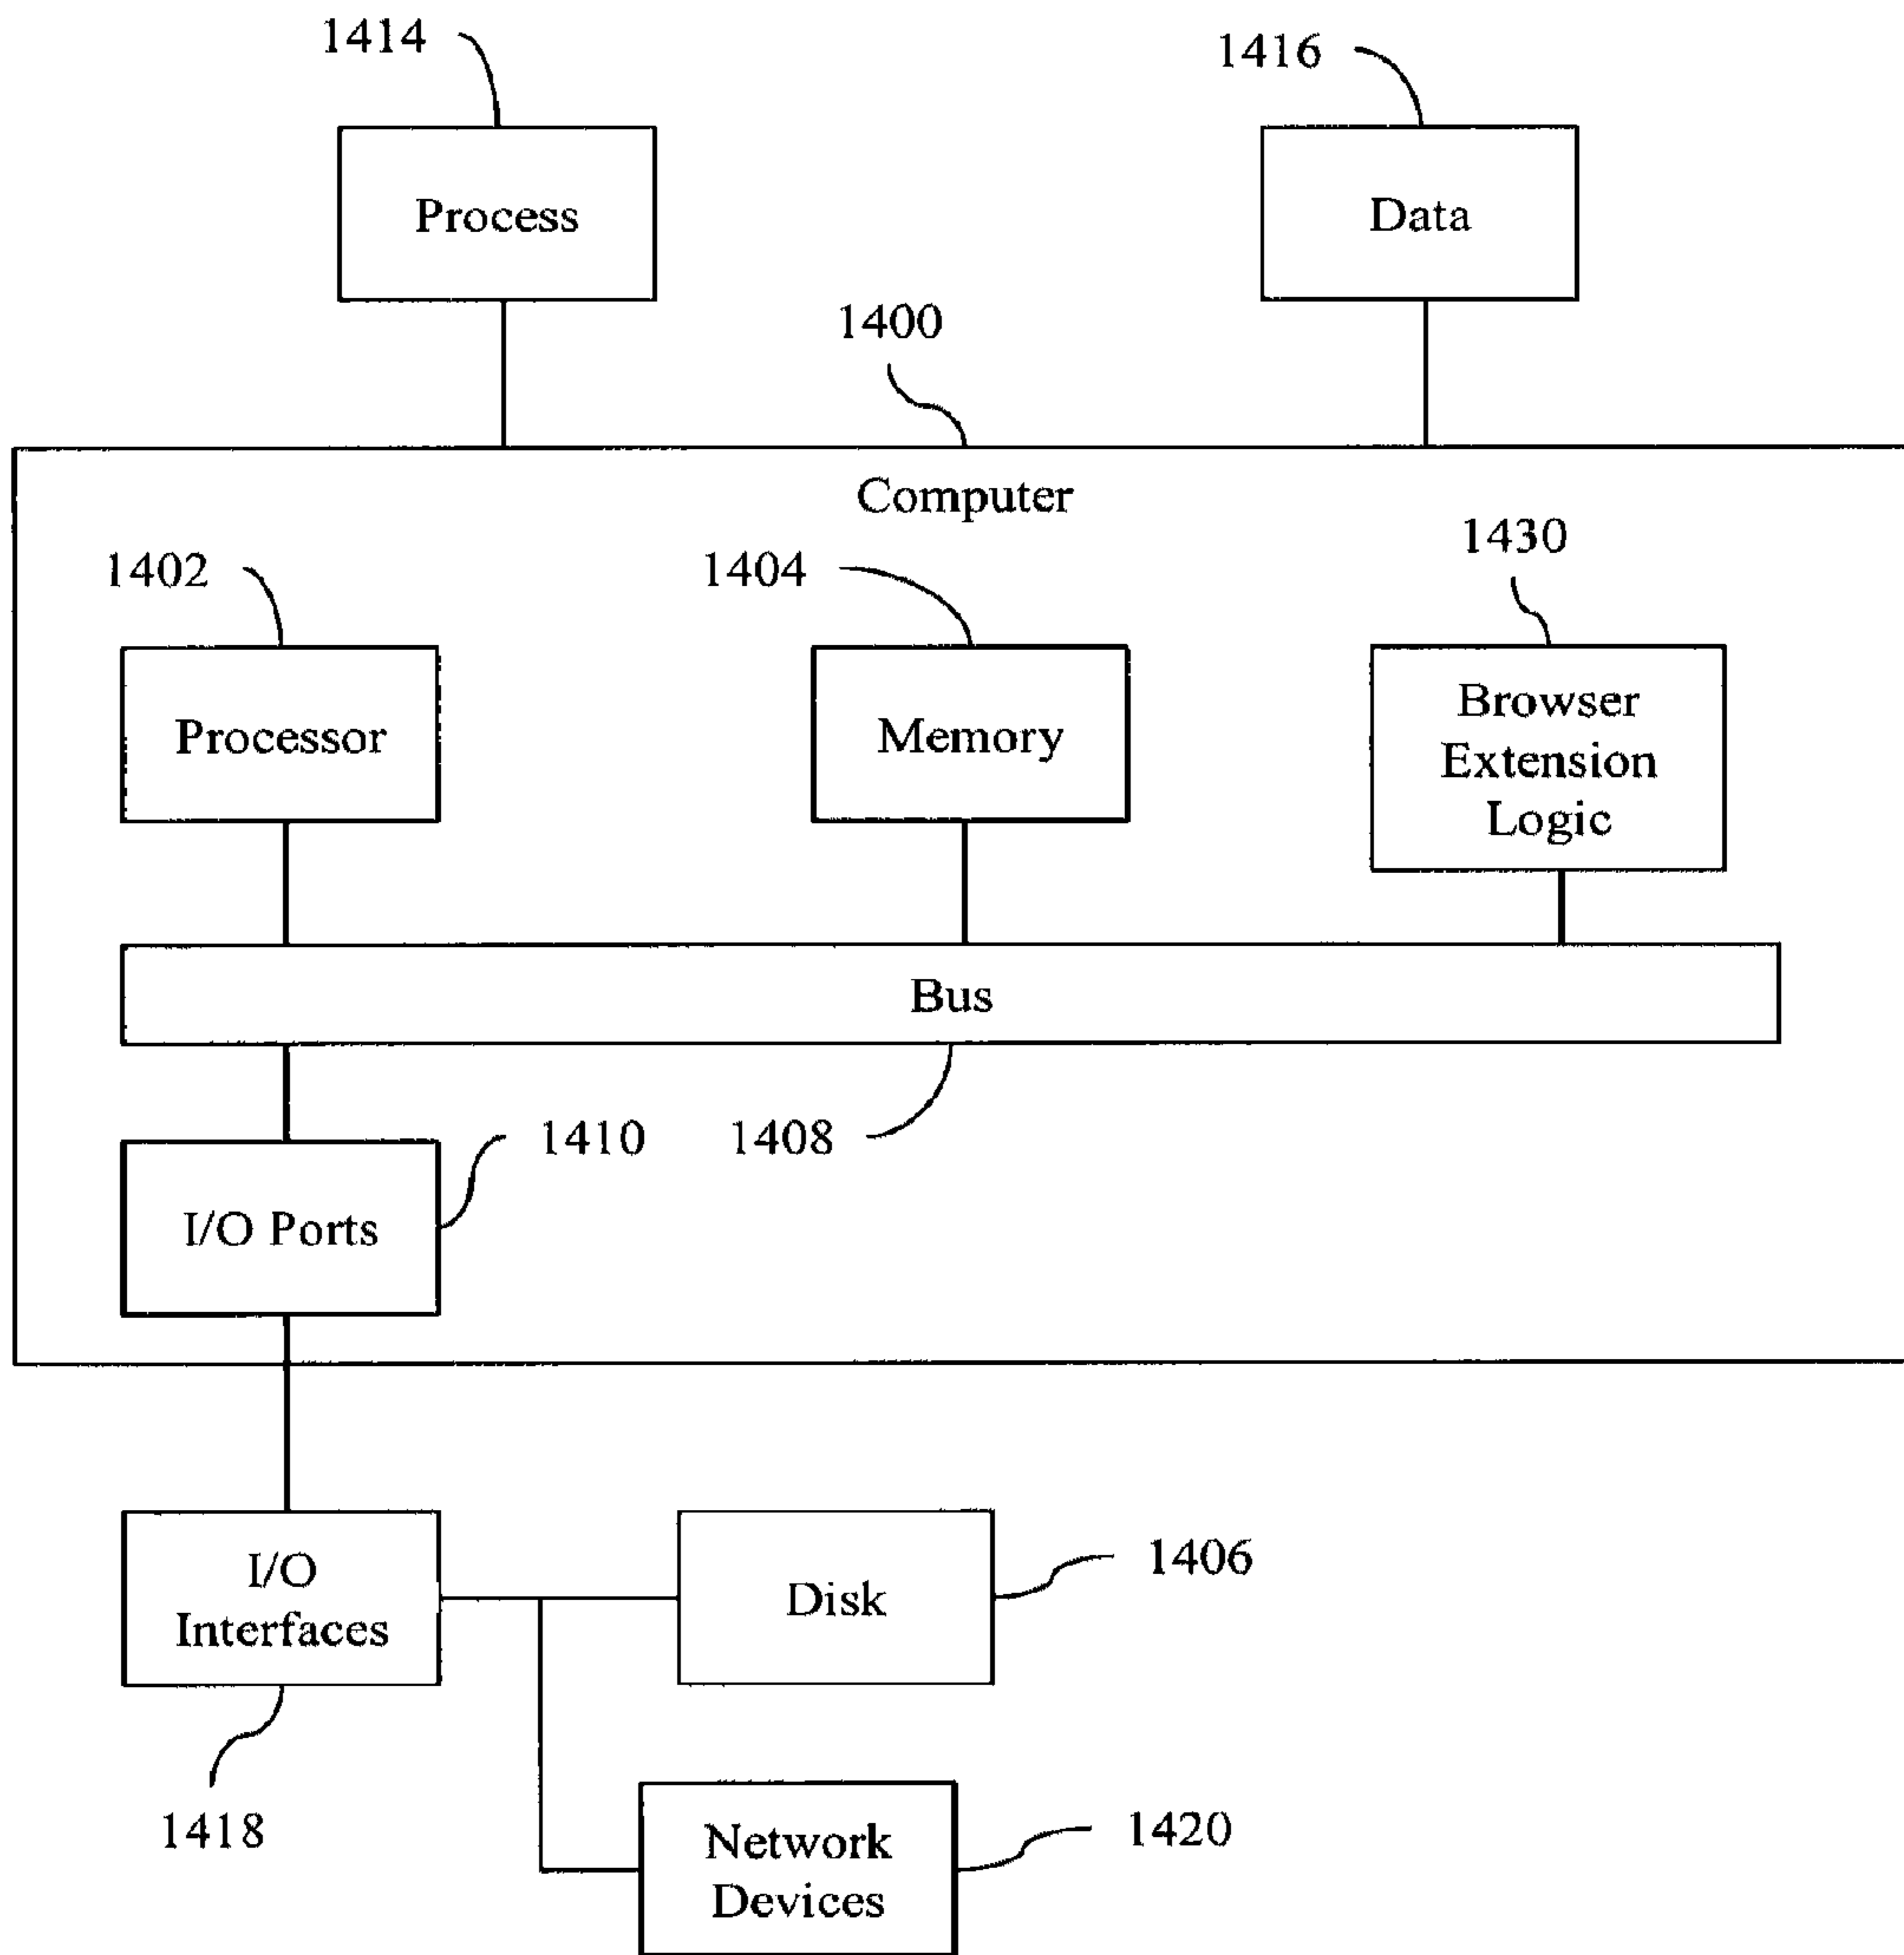 1414
1416
Process
Data
1400
Computer
1402
1404
1430
Processor
Memory
Browser
Extension
Logic
Bus
1410
1408
I/O Ports
I/O
Interfaces
Disk
1406
1418
Network
Devices
1420